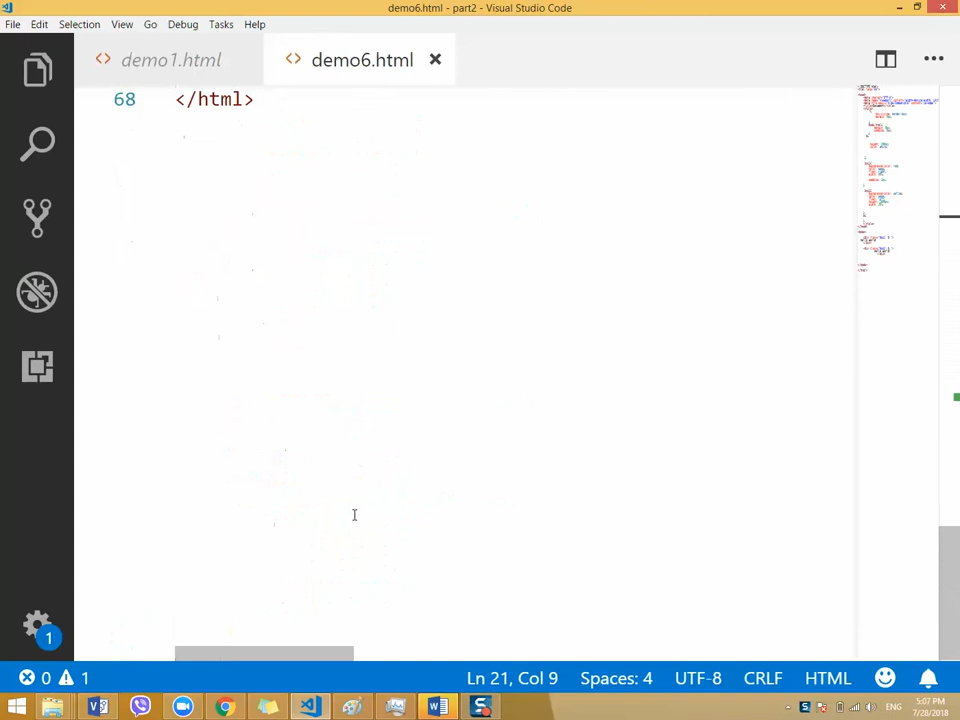 demo6.html - part2 - Visual Studio Code
File Edit Selection View Go Debug Tasks Help
demo1.html demo6.html
68 </html>
1
0 1 Ln 21, Col 9 Spaces: 4 UTF-8 CRLF HTML
ENG 5:07 PM
7/28/2018